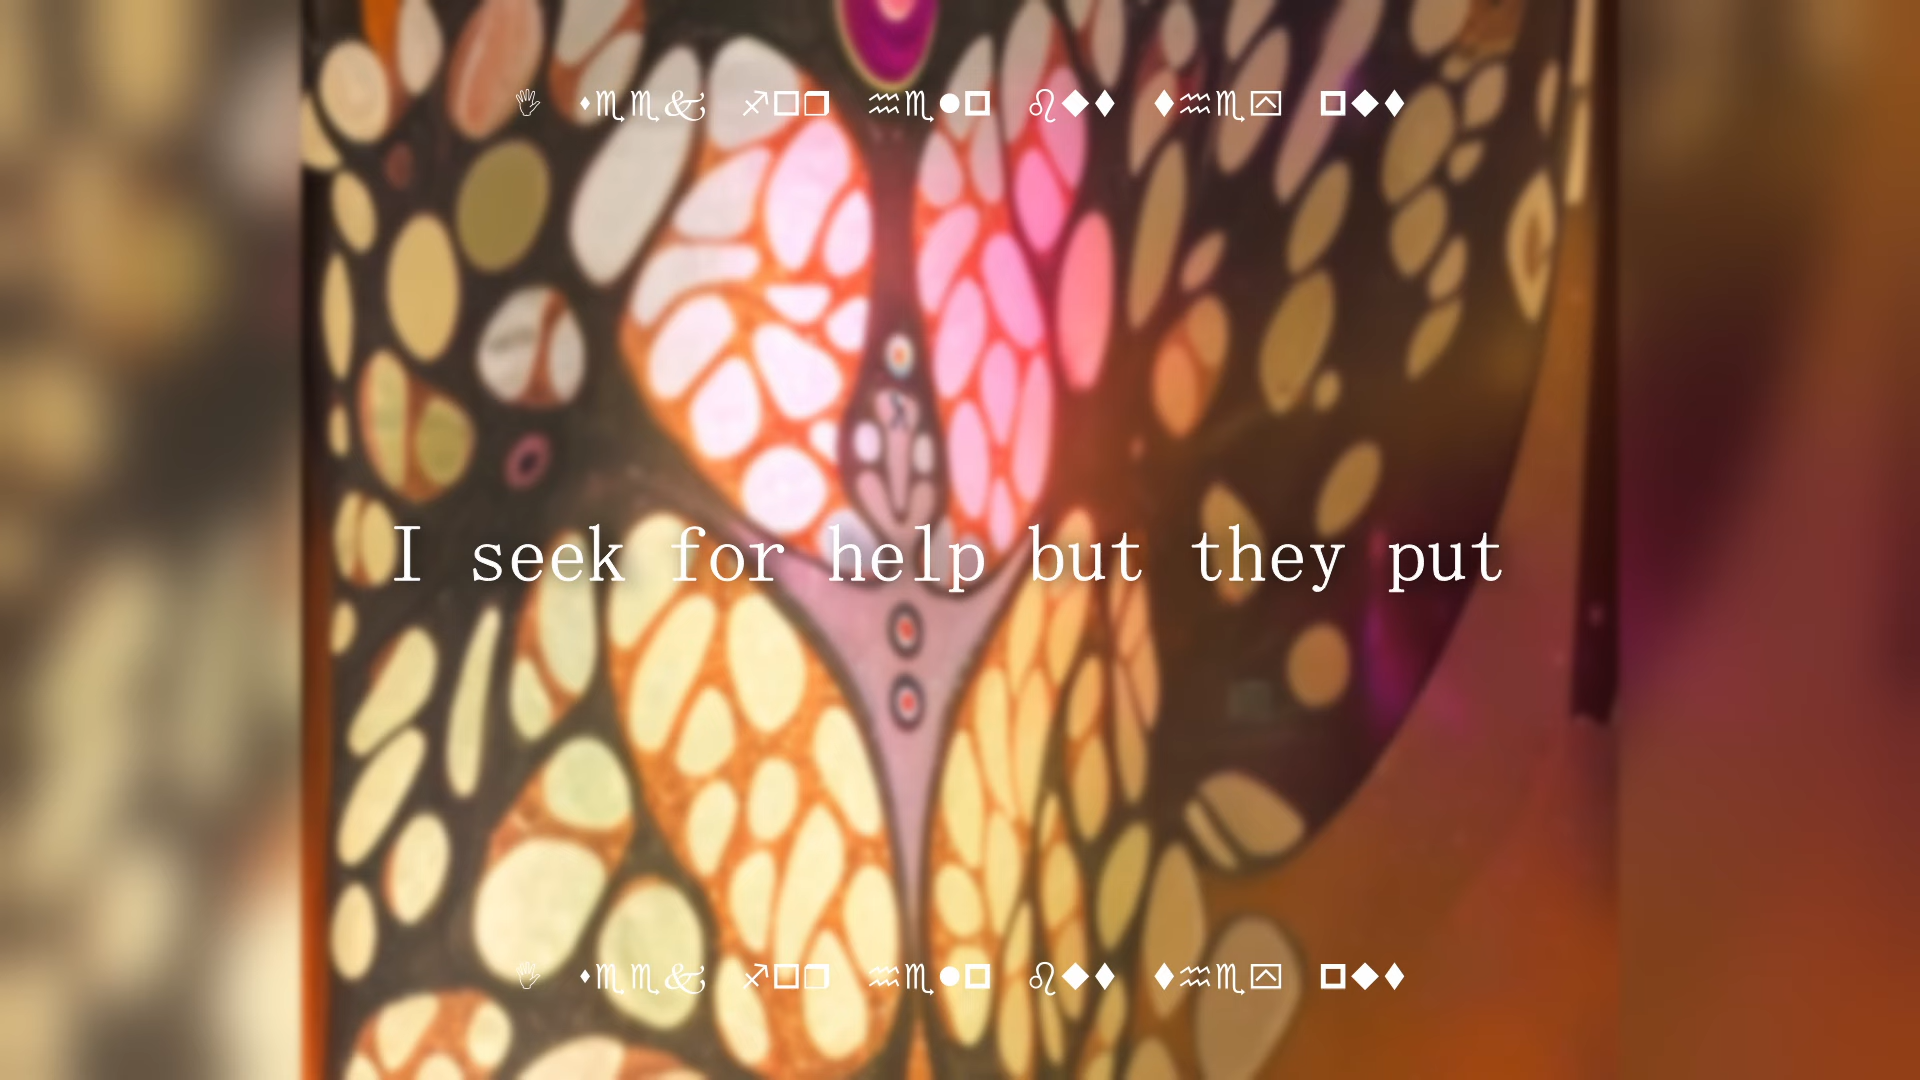 🖐︎ ⬧︎♏︎♏︎🙵 ♐︎□︎❒︎ ♒︎♏︎●︎◻︎ ♌︎◆︎⧫︎ ⧫︎♒︎♏︎⍓︎ ◻︎◆︎⧫︎
I seek for help but they put
🖐︎ ⬧︎♏︎♏︎🙵 ♐︎□︎❒︎ ♒︎♏︎●︎◻︎ ♌︎◆︎⧫︎ ⧫︎♒︎♏︎⍓︎ ◻︎◆︎⧫︎